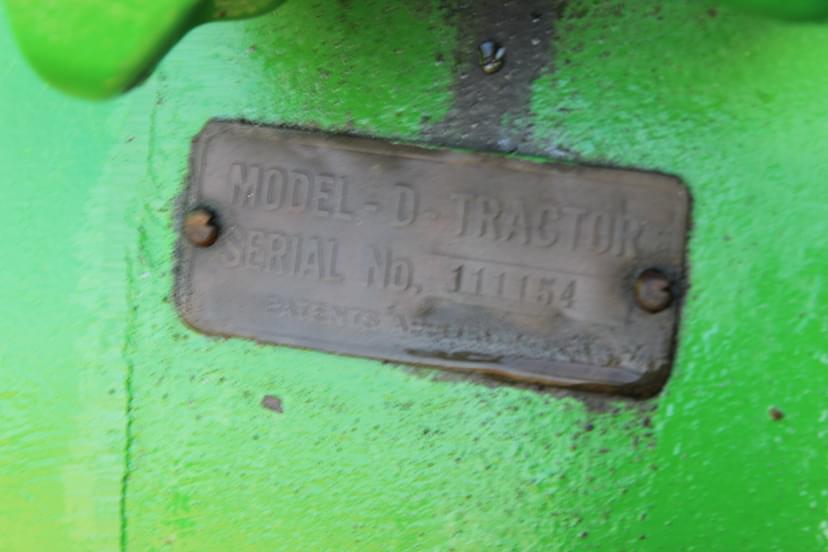 MODEL - D - TRACTOR
SERIAL No. 111154
PATENTS